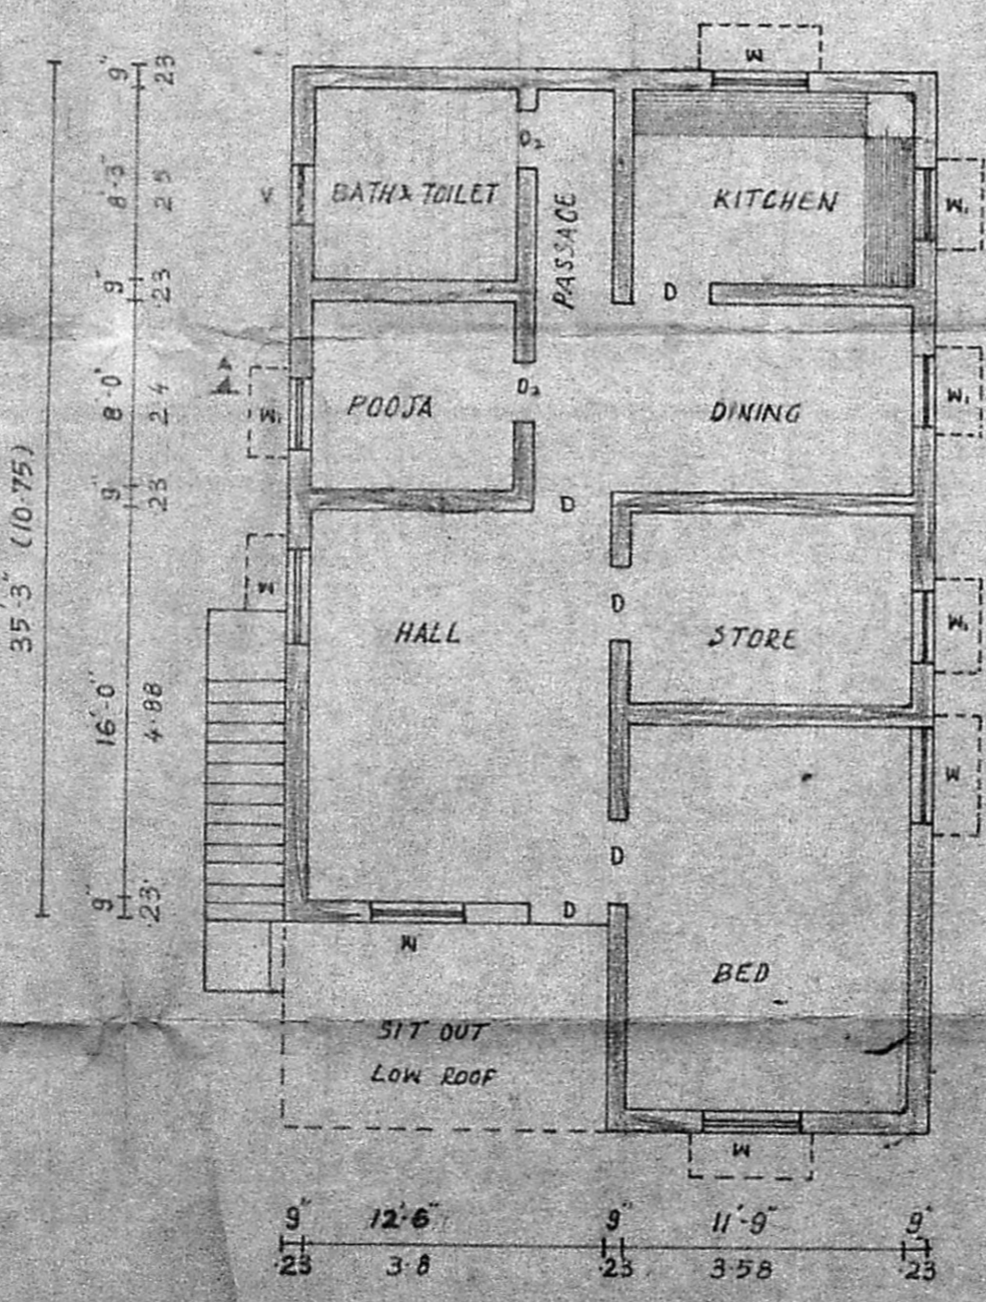 W
9" 23
BATH & TOILET
D2
PASSAGE
KITCHEN
W1
V
8'-3" 2 5
9" 23
D
POOJA
D2
DINING
W1
W1
8'-0" 2 4
9" 23
D
35'-3" (10.75)
W
HALL
D
STORE
W1
16'-0" 4.88
W
D
9" .23
D
W
BED
SIT OUT
LOW ROOF
W
9" 12'-6" 9" 11'-9" 9"
.23 3.8 .23 3.58 .23